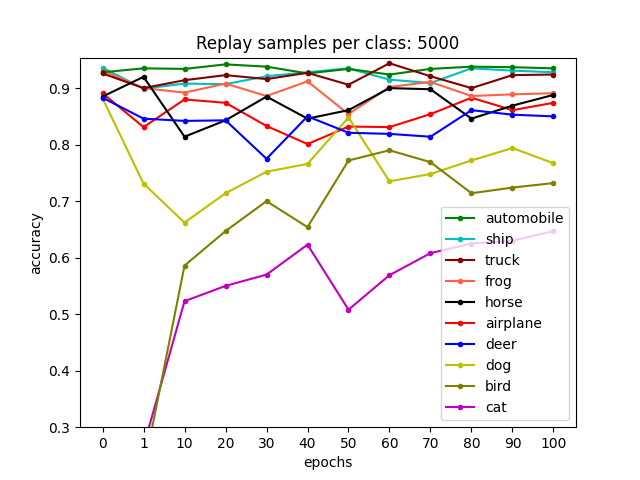 Replay samples per class: 5000
accuracy
0.9
0.8
0.7
0.6
0.5
0.4
0.3
automobile
ship
truck
frog
horse
airplane
deer
dog
bird
cat
0 1 10 20 30 40 50 60 70 80 90 100
epochs